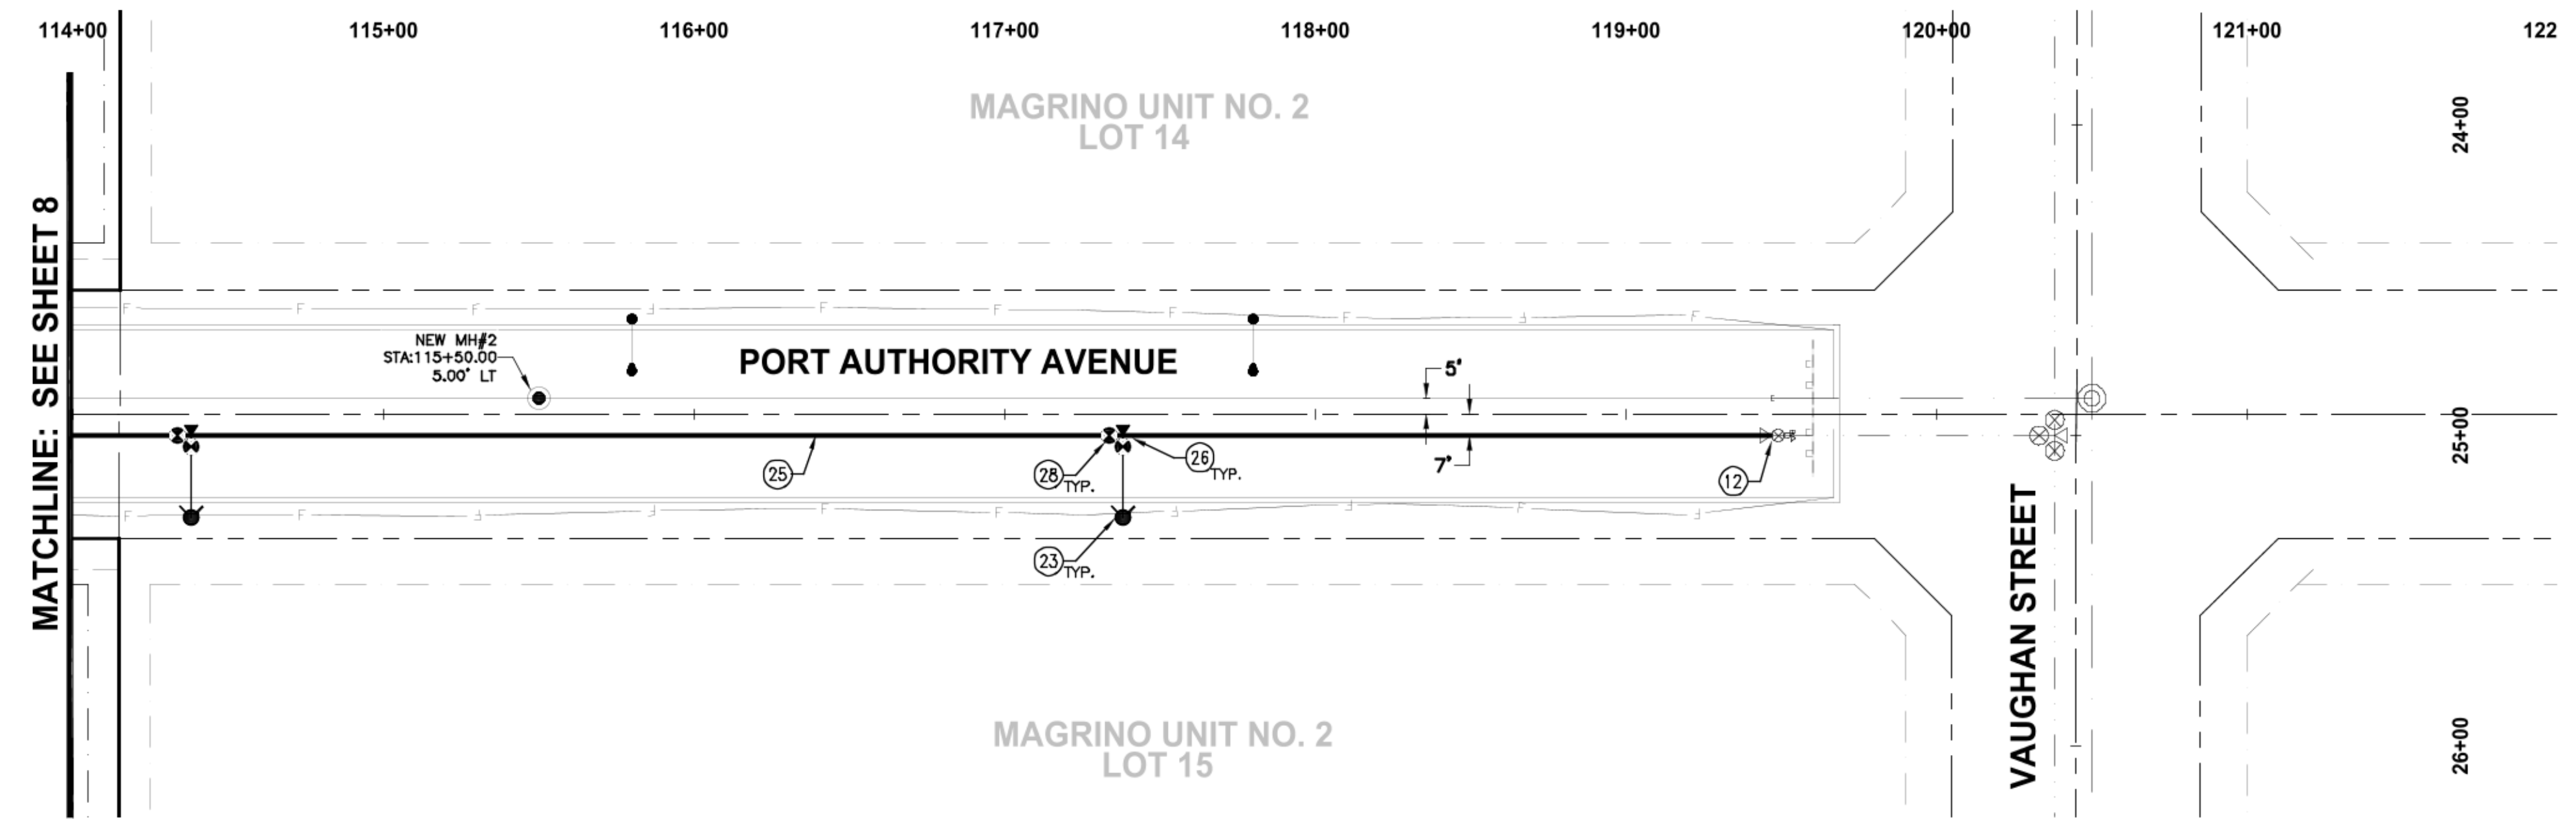 114+00 115+00 116+00 117+00 118+00 119+00 120+00 121+00 122
MAGRINO UNIT NO. 2
LOT 14
24+00
MATCHLINE: SEE SHEET 8
F F F F F F F F F F
NEW MH#2
STA:115+50.00
5.00' LT
PORT AUTHORITY AVENUE
5'
25+00
7'
25
28 TYP.
26 TYP.
12
F F F F F F F F F F
23 TYP.
VAUGHAN STREET
MAGRINO UNIT NO. 2
LOT 15
26+00